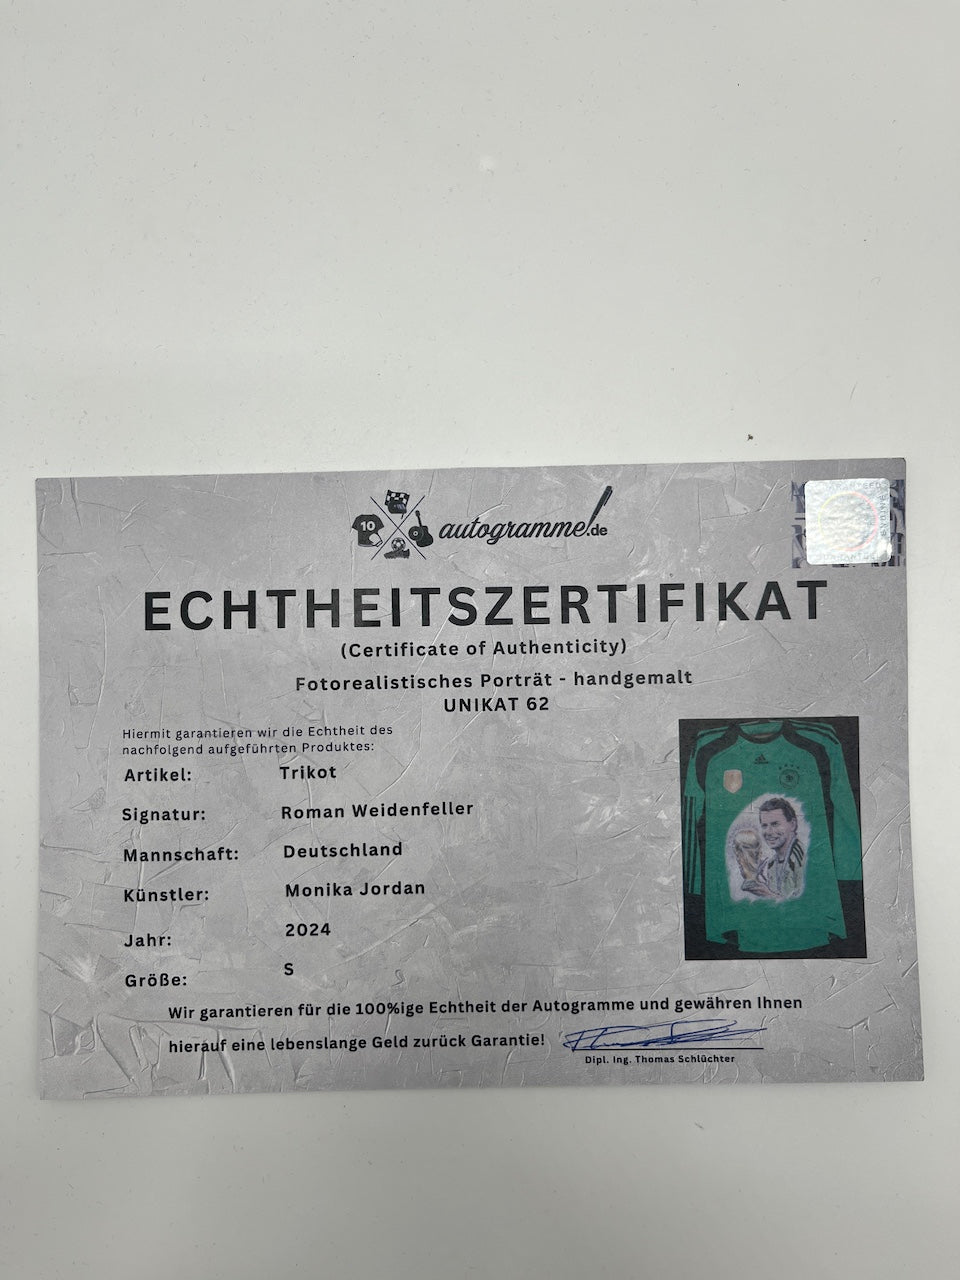 10
autogramme.de
ECHTHEITSZERTIFIKAT
(Certificate of Authenticity)
Fotorealistisches Porträt - handgemalt
UNIKAT 62
Hiermit garantieren wir die Echtheit des
nachfolgend aufgeführten Produktes:
Artikel: Trikot
Signatur: Roman Weidenfeller
Mannschaft: Deutschland
Künstler: Monika Jordan
Jahr: 2024
Größe: S
Wir garantieren für die 100%ige Echtheit der Autogramme und gewähren Ihnen
hierauf eine lebenslange Geld zurück Garantie!
Dipl. Ing. Thomas Schlüchter